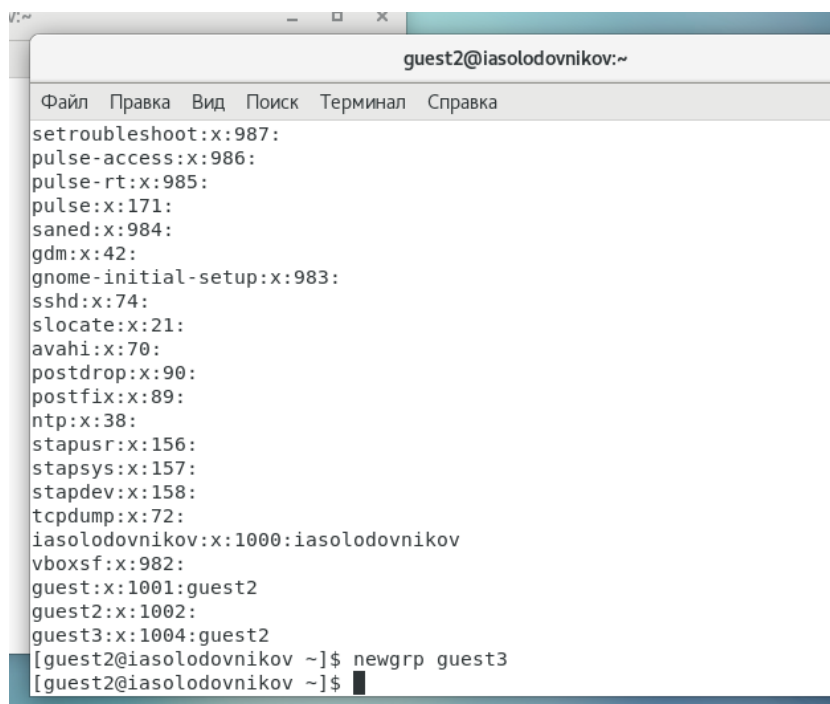 v:~
guest2@iasolodovnikov:~
Файл Правка Вид Поиск Терминал Справка
setroubleshoot:x:987:
pulse-access:x:986:
pulse-rt:x:985:
pulse:x:171:
saned:x:984:
gdm:x:42:
gnome-initial-setup:x:983:
sshd:x:74:
slocate:x:21:
avahi:x:70:
postdrop:x:90:
postfix:x:89:
ntp:x:38:
stapusr:x:156:
stapsys:x:157:
stapdev:x:158:
tcpdump:x:72:
iasolodovnikov:x:1000:iasolodovnikov
vboxsf:x:982:
guest:x:1001:guest2
guest2:x:1002:
guest3:x:1004:guest2
[guest2@iasolodovnikov ~]$ newgrp guest3
[guest2@iasolodovnikov ~]$